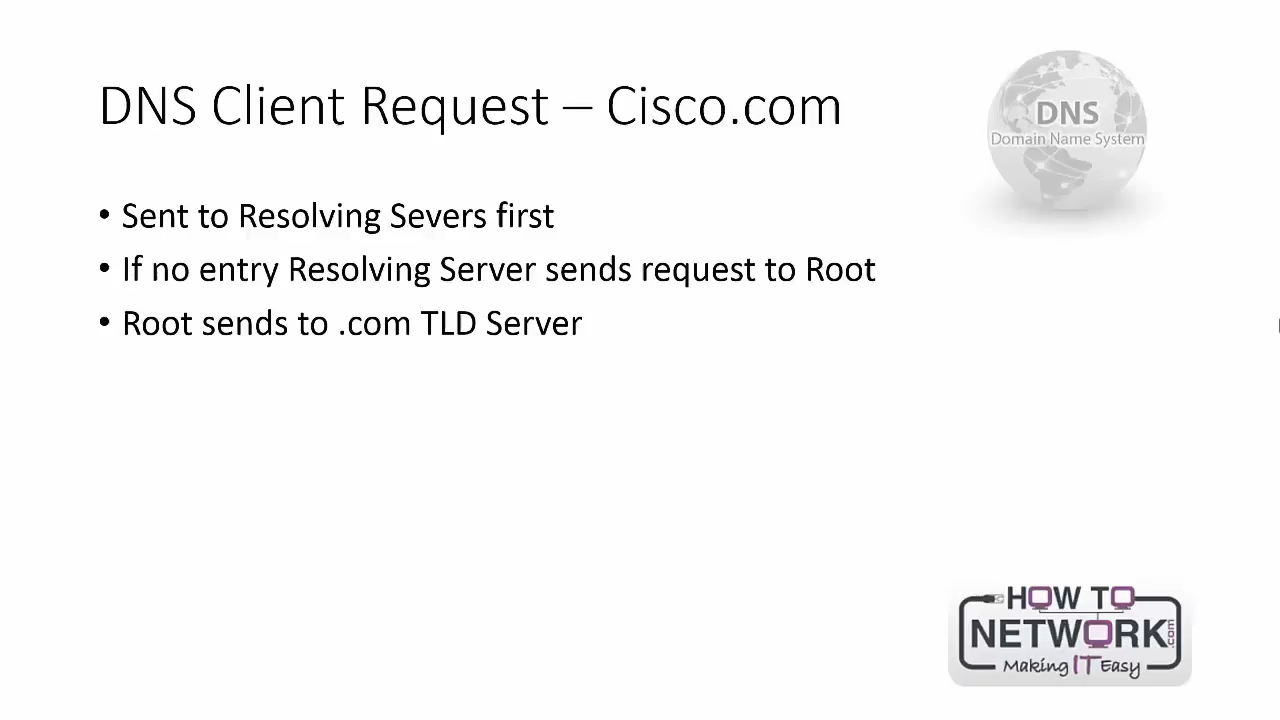 DNS Client Request – Cisco.com
DNS
Domain Name System
• Sent to Resolving Severs first
• If no entry Resolving Server sends request to Root
• Root sends to .com TLD Server
HOW TO
NETWORK.com
Making IT Easy